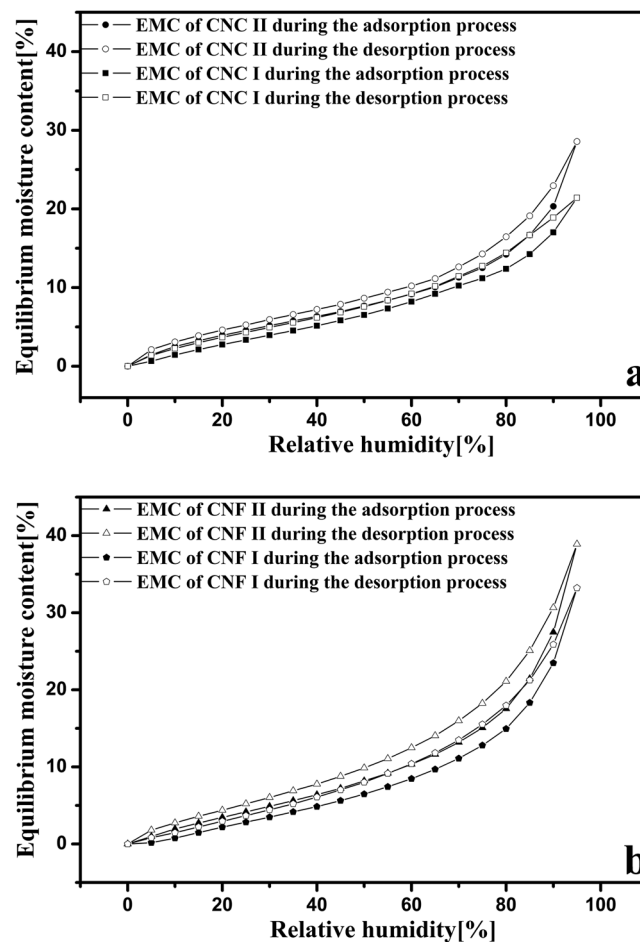 EMC of CNC II during the adsorption process
EMC of CNC II during the desorption process
EMC of CNC I during the adsorption process
EMC of CNC I during the desorption process
Equilibrium moisture content[%]
40
30
20
10
0
0 20 40 60 80 100
Relative humidity[%]
a
EMC of CNF II during the adsorption process
EMC of CNF II during the desorption process
EMC of CNF I during the adsorption process
EMC of CNF I during the desorption process
Equilibrium moisture content[%]
40
30
20
10
0
0 20 40 60 80 100
Relative humidity[%]
b